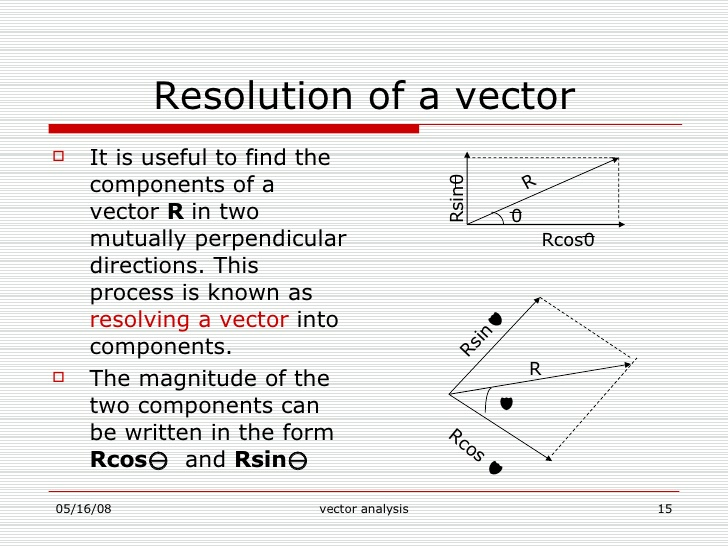 Resolution of a vector
It is useful to find the
components of a
vector R in two
mutually perpendicular
directions. This
process is known as
resolving a vector into
components.
The magnitude of the
two components can
be written in the form
Rcosθ and Rsinθ
Rsinθ
R
θ
Rcosθ
Rsin
R
Rcos
05/16/08
vector analysis
15